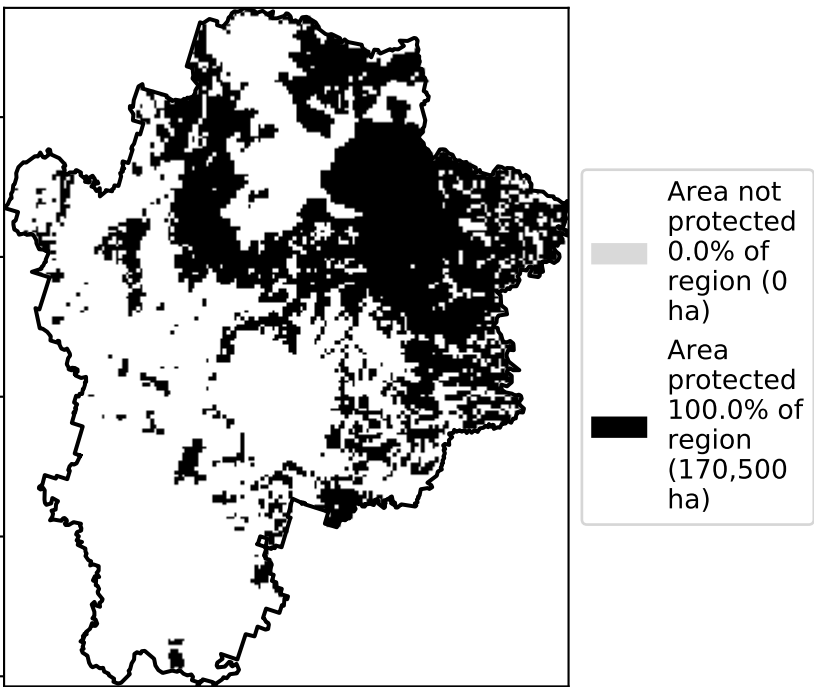 Area not
protected
0.0% of
region (0
ha)
Area
protected
100.0% of
region
(170,500
ha)